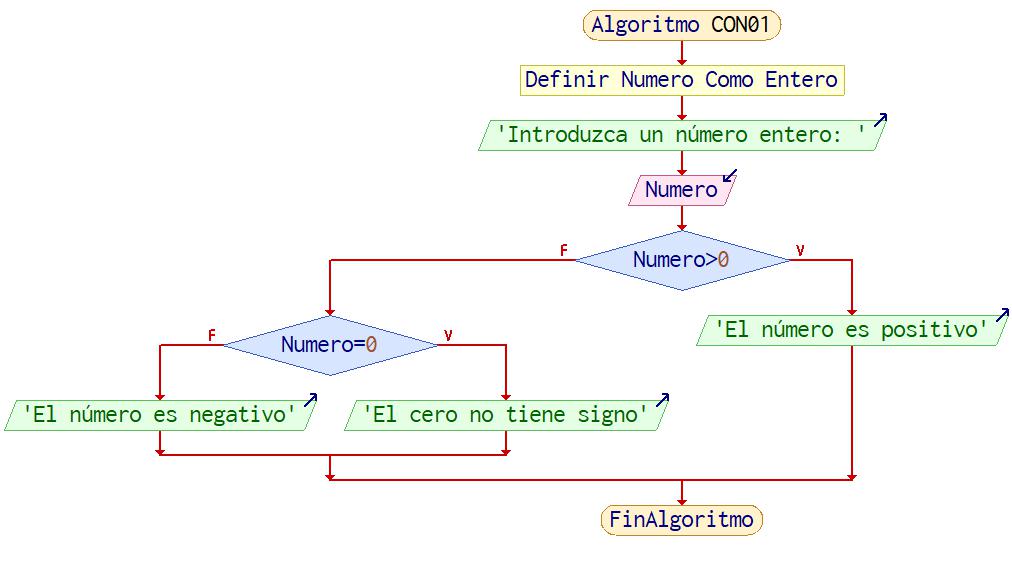 Algoritmo CON01
Definir Numero Como Entero
'Introduzca un número entero: '
Numero
F
Numero>0
V
'El número es positivo'
F
Numero=0
V
'El número es negativo'
'El cero no tiene signo'
FinAlgoritmo